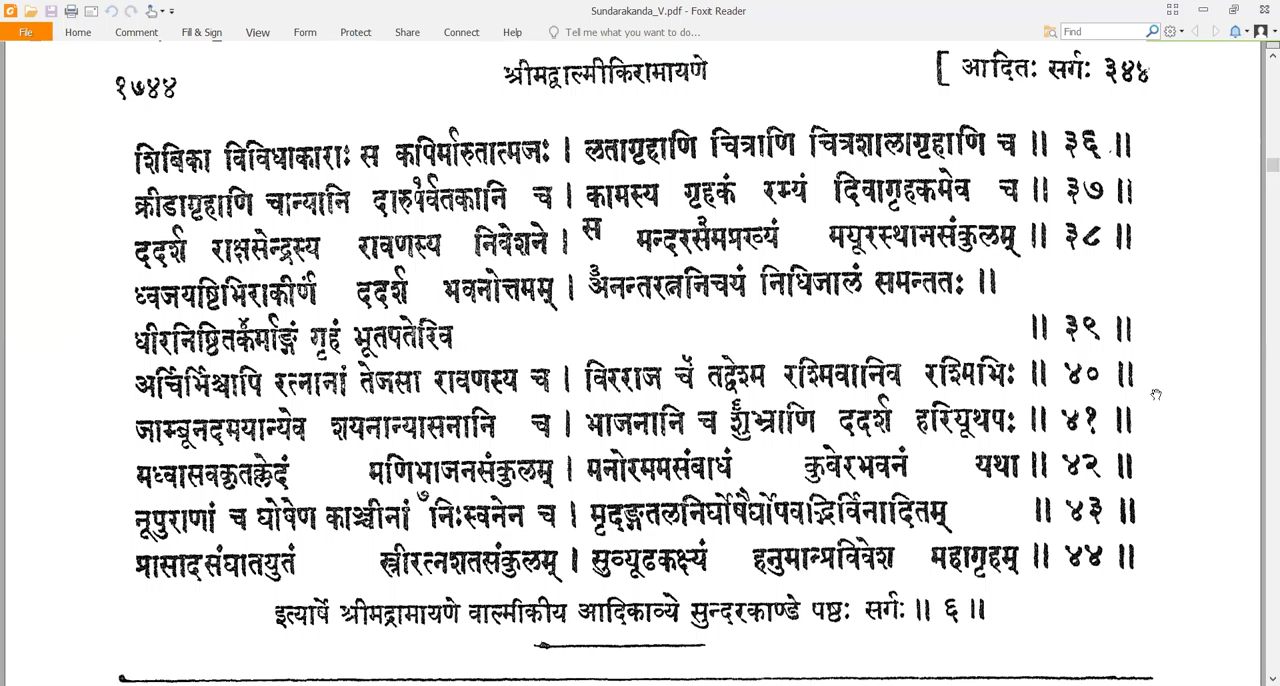 Sundarakanda_V.pdf - Foxit Reader
File Home Comment Fill & Sign View Form Protect Share Connect Help Tell me what you want to do... Find
१७४४ श्रीमद्वाल्मीकिरामायणे [ आदितः सर्गः ३४४
शिबिका विविधाकाराः स कपिर्मारुतात्मजः । लतागृहाणि चित्राणि चित्रशालागृहाणि च ॥ ३६ ॥
क्रीडागृहाणि चान्यानि दारुपर्वतकानि च । कामस्य गृहकं रम्यं दिवागृहकमेव च ॥ ३७ ॥
ददर्श राक्षसेन्द्रस्य रावणस्य निवेशने । स मन्दरसमप्रख्यं मयूरस्थानसंकुलम् ॥ ३८ ॥
ध्वजयष्टिभिराकीर्णं ददर्श भवनोत्तमम् । अनन्तरत्ननिचयं निधिजालं समन्ततः ॥
धीरनिष्ठितकर्माङ्गं गृहं भूतपतेरिव ॥ ३९ ॥
अर्चिर्भिश्चापि रत्नानां तेजसा रावणस्य च । विरराज च तद्वेश्म रश्मिवानिव रश्मिभिः ॥ ४० ॥
जाम्बूनदमयान्येव शयनान्यासनानि च । भाजनानि च शुभ्राणि ददर्श हरियूथपः ॥ ४१ ॥
मध्वासवकृतक्लेदं मणिभाजनसंकुलम् । मनोरममसंबाधं कुबेरभवनं यथा ॥ ४२ ॥
नूपुराणां च घोषेण काञ्चीनां निःस्वनेन च । मृदङ्गतलनिर्घोषैर्घोषवद्भिर्विनादितम् ॥ ४३ ॥
प्रासादसंघातयुतं स्त्रीरत्नशतसंकुलम् । सुव्यूढकक्ष्यं हनुमान्प्रविवेश महागृहम् ॥ ४४ ॥
इत्यार्षे श्रीमद्रामायणे वाल्मीकीय आदिकाव्ये सुन्दरकाण्डे षष्ठः सर्गः ॥ ६ ॥